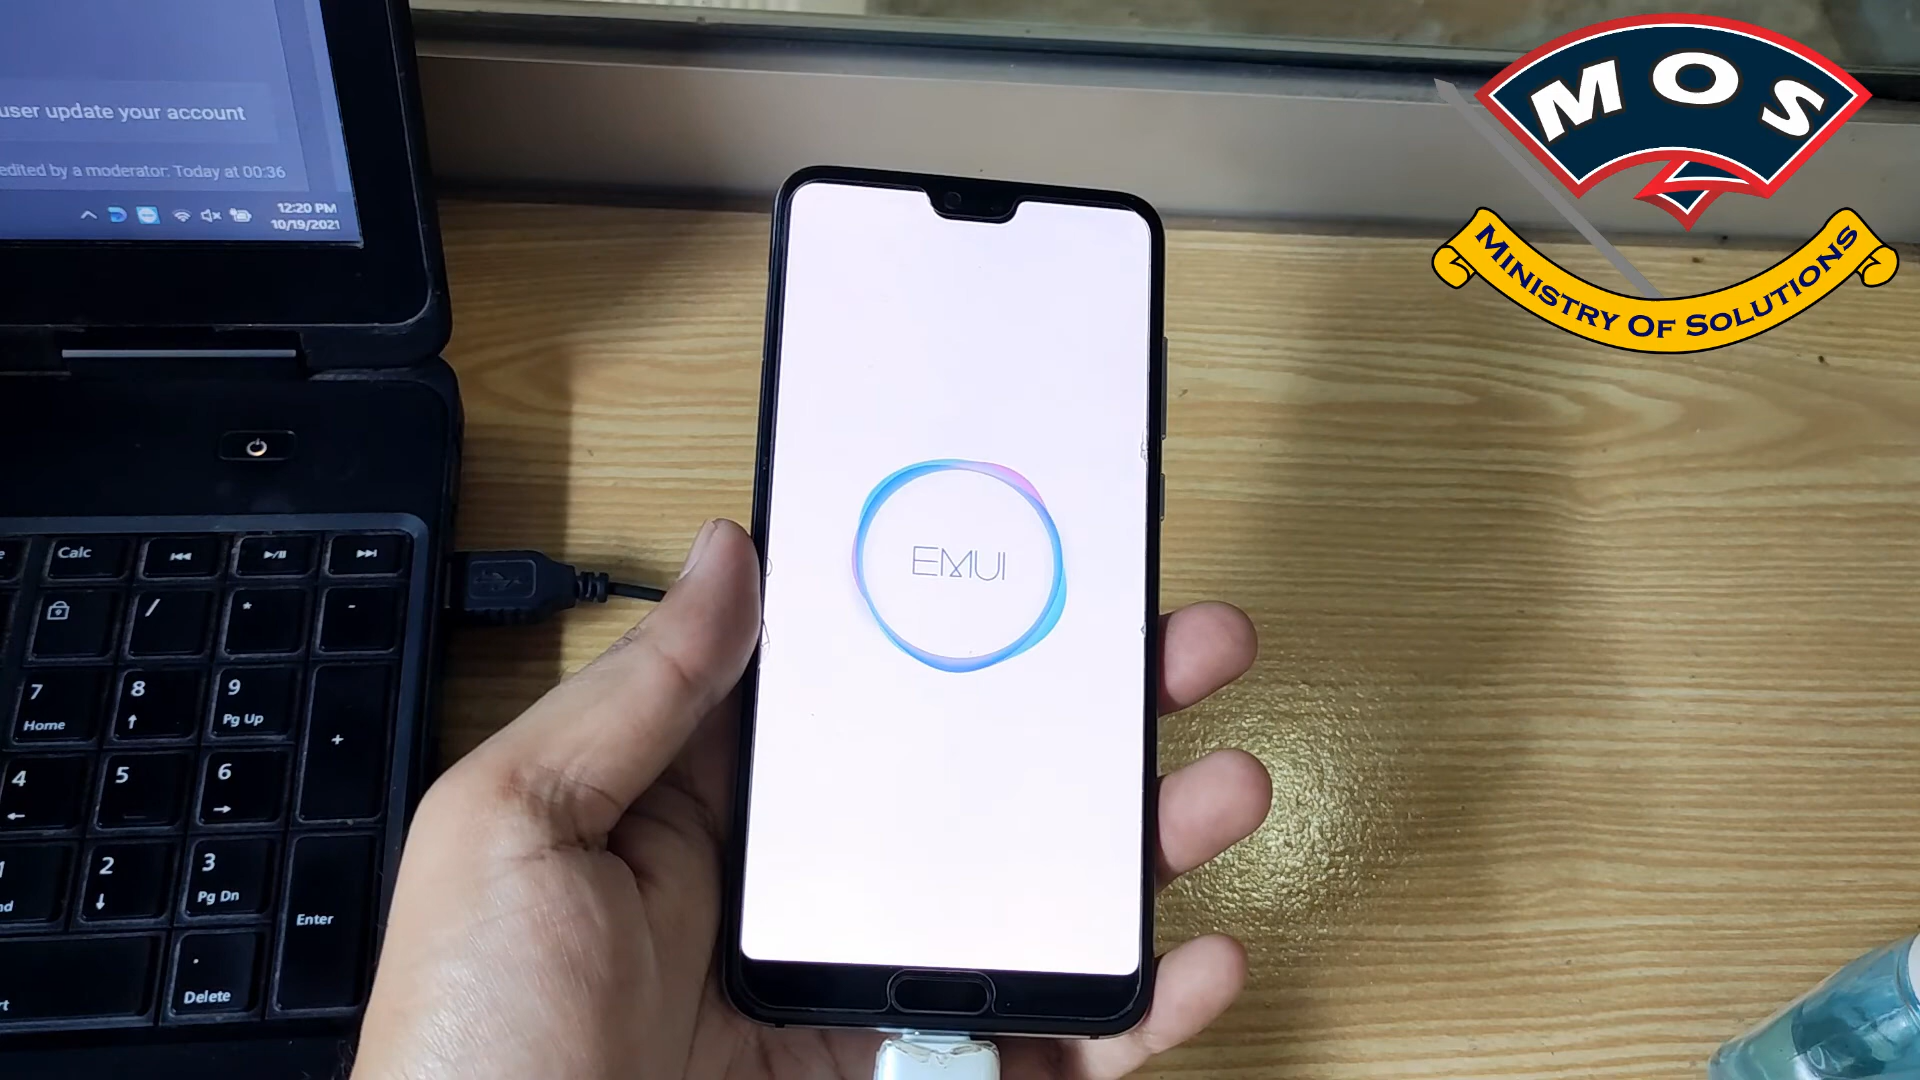 user update your account
edited by a moderator: Today at 00:36
12:20 PM
10/19/2021
MOS
MINISTRY OF SOLUTIONS
EMUI
Calc
/
*
-
7
Home
8
9
Pg Up
+
4
5
6
1
2
3
Pg Dn
Enter
.
Delete